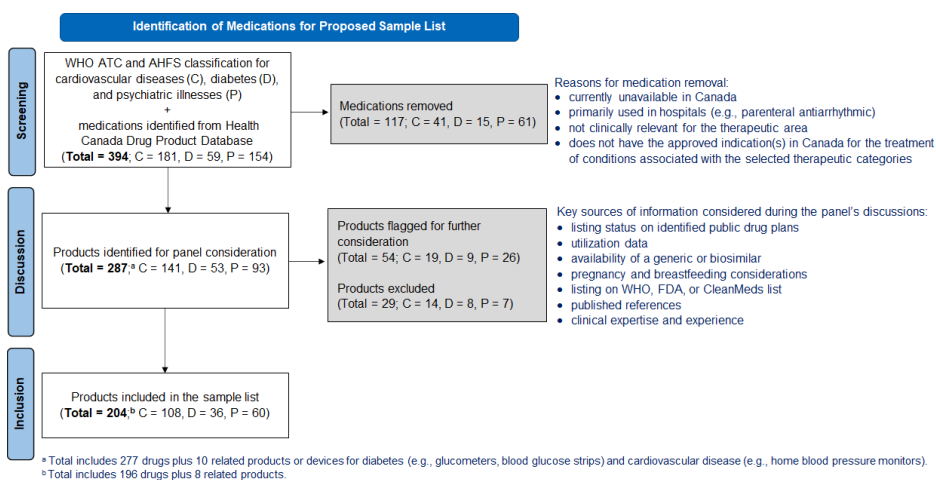 Identification of Medications for Proposed Sample List
Screening
WHO ATC and AHFS classification for
cardiovascular diseases (C), diabetes (D),
and psychiatric illnesses (P)
+
medications identified from Health
Canada Drug Product Database
(Total = 394; C = 181, D = 59, P = 154)
Medications removed
(Total = 117; C = 41, D = 15, P = 61)
Reasons for medication removal:
• currently unavailable in Canada
• primarily used in hospitals (e.g., parenteral antiarrhythmic)
• not clinically relevant for the therapeutic area
• does not have the approved indication(s) in Canada for the treatment
of conditions associated with the selected therapeutic categories
Discussion
Products identified for panel consideration
(Total = 287;ᵃ C = 141, D = 53, P = 93)
Products flagged for further
consideration
(Total = 54; C = 19, D = 9, P = 26)
Products excluded
(Total = 29; C = 14, D = 8, P = 7)
Key sources of information considered during the panel's discussions:
• listing status on identified public drug plans
• utilization data
• availability of a generic or biosimilar
• pregnancy and breastfeeding considerations
• listing on WHO, FDA, or CleanMeds list
• published references
• clinical expertise and experience
Inclusion
Products included in the sample list
(Total = 204;ᵇ C = 108, D = 36, P = 60)
ᵃ Total includes 277 drugs plus 10 related products or devices for diabetes (e.g., glucometers, blood glucose strips) and cardiovascular disease (e.g., home blood pressure monitors).
ᵇ Total includes 196 drugs plus 8 related products.